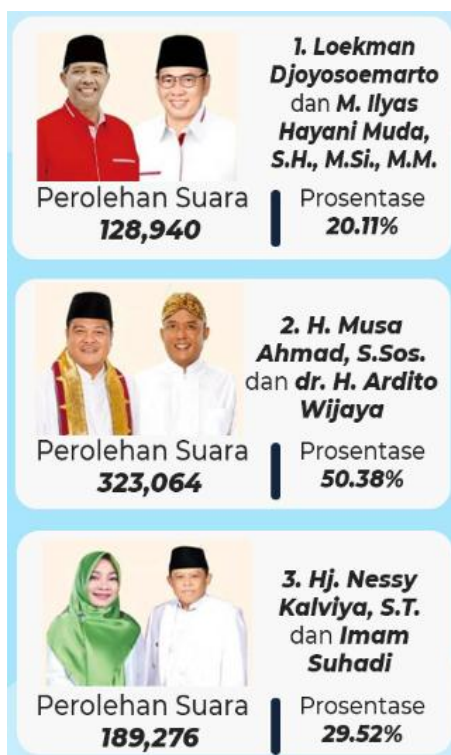 1. Loekman
Djoyosoemarto
dan M. Ilyas
Hayani Muda,
S.H., M.Si., M.M.
Perolehan Suara
128,940
Prosentase
20.11%
2. H. Musa
Ahmad, S.Sos.
dan dr. H. Ardito
Wijaya
Perolehan Suara
323,064
Prosentase
50.38%
3. Hj. Nessy
Kalviya, S.T.
dan Imam
Suhadi
Perolehan Suara
189,276
Prosentase
29.52%